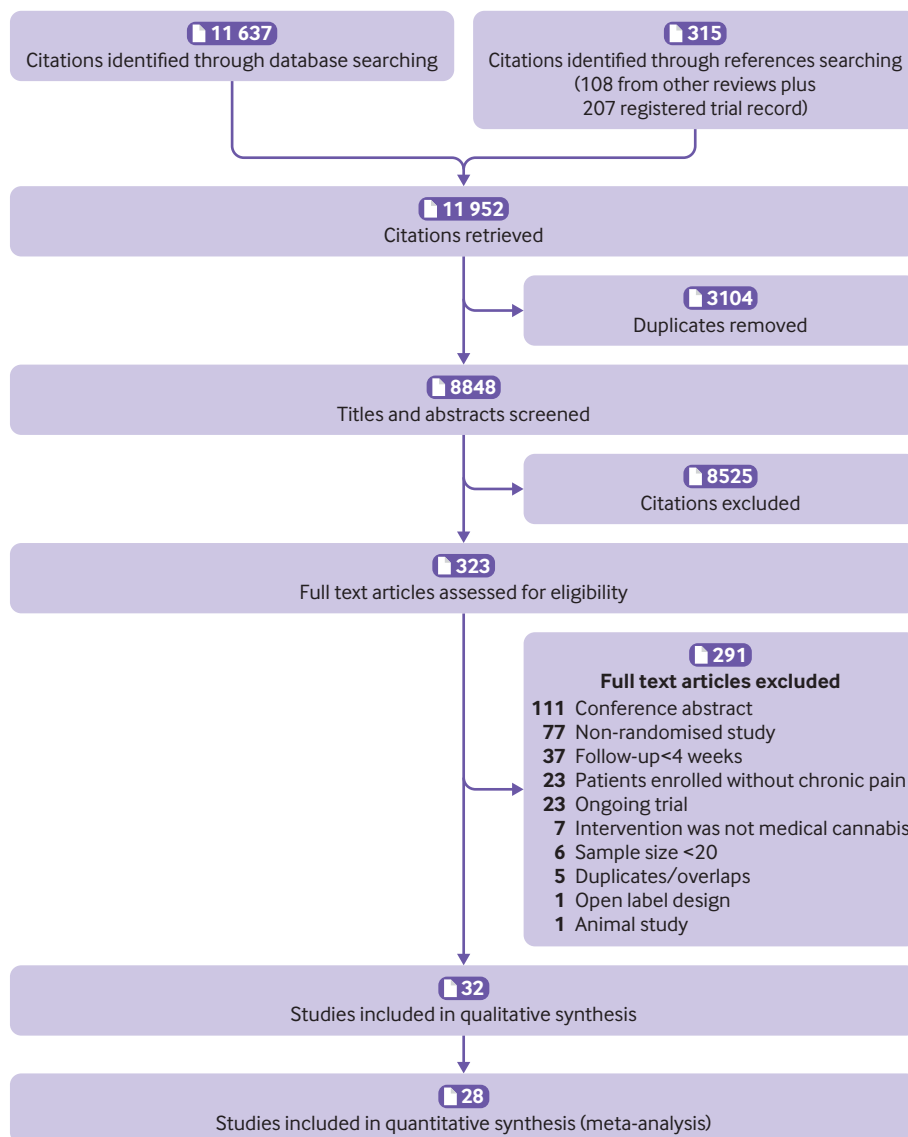 11 637
Citations identified through database searching
315
Citations identified through references searching
(108 from other reviews plus
207 registered trial record)
11 952
Citations retrieved
3104
Duplicates removed
8848
Titles and abstracts screened
8525
Citations excluded
323
Full text articles assessed for eligibility
291
Full text articles excluded
111 Conference abstract
77 Non-randomised study
37 Follow-up<4 weeks
23 Patients enrolled without chronic pain
23 Ongoing trial
7 Intervention was not medical cannabis
6 Sample size <20
5 Duplicates/overlaps
1 Open label design
1 Animal study
32
Studies included in qualitative synthesis
28
Studies included in quantitative synthesis (meta-analysis)